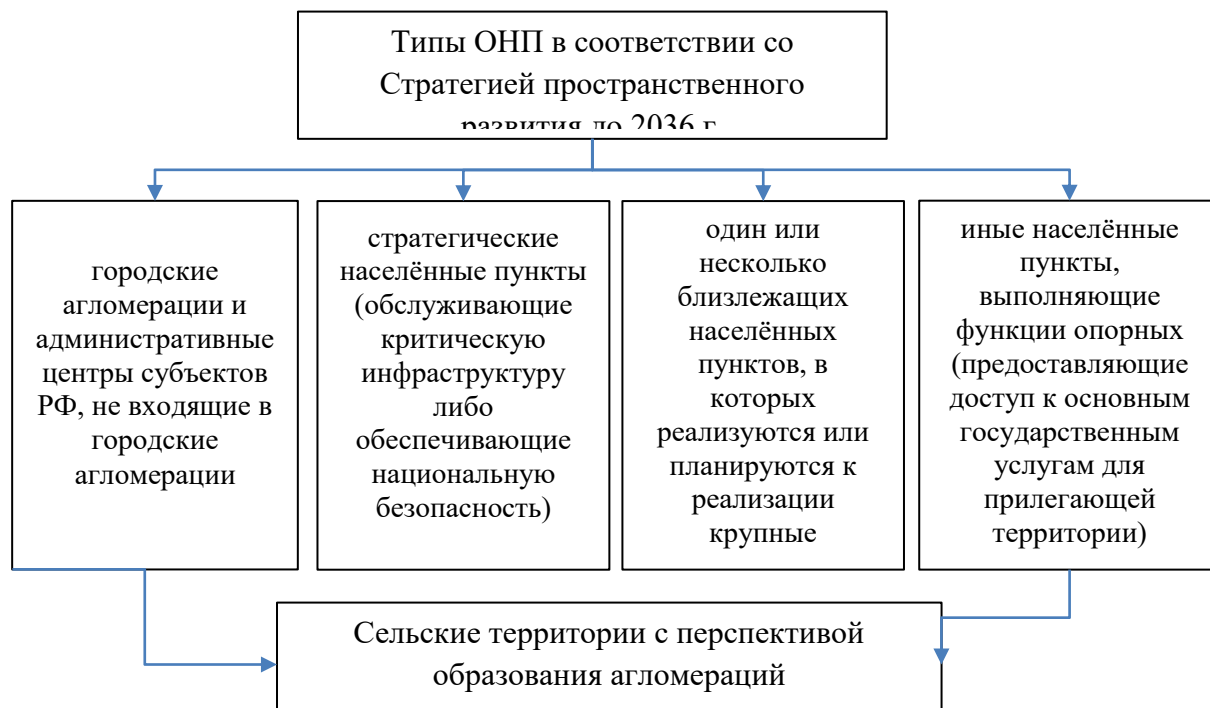 Типы ОНП в соответствии со
Стратегией пространственного
развития до 2036 г
городские
агломерации и
административные
центры субъектов
РФ, не входящие в
городские
агломерации
стратегические
населённые пункты
(обслуживающие
критическую
инфраструктуру
либо
обеспечивающие
национальную
безопасность)
один или
несколько
близлежащих
населённых
пунктов, в
которых
реализуются или
планируются к
реализации
крупные
иные населённые
пункты,
выполняющие
функции опорных
(предоставляющие
доступ к основным
государственным
услугам для
прилегающей
территории)
Сельские территории с перспективой
образования агломераций